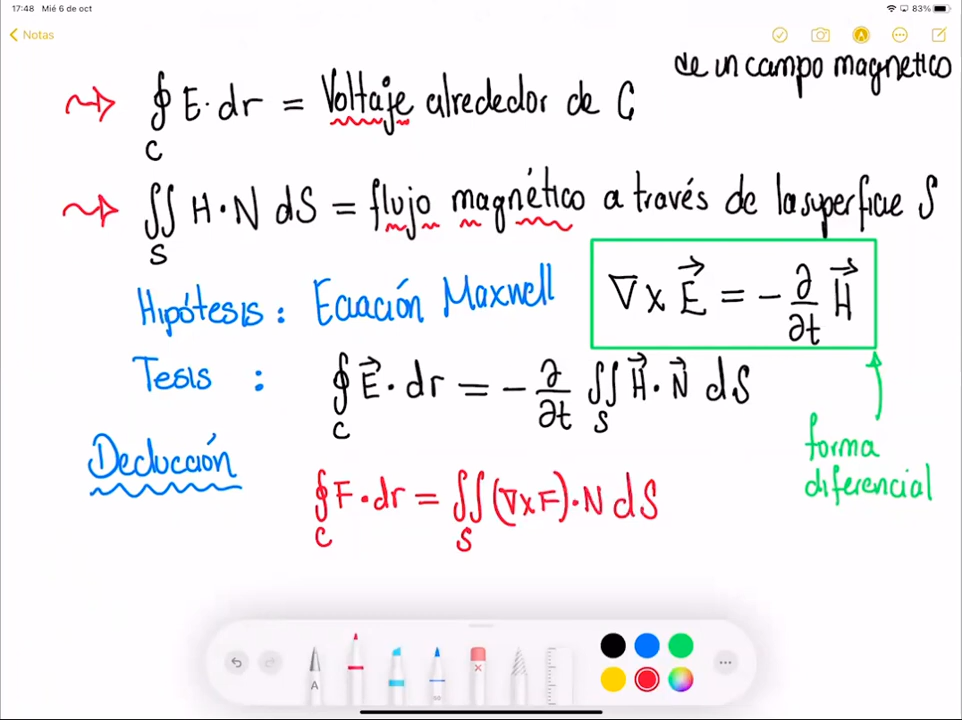 17:48 Mié 6 de oct 83%
Notas
de un campo magnético
∮ E · dr = Voltaje alrededor de C
C
∬ H · N dS = flujo magnético a través de la superficie S
S
Hipótesis : Ecuación Maxwell ∇ x E⃗ = - ∂/∂t H⃗
Tesis : ∮ E⃗ · dr = - ∂/∂t ∬ H⃗ · N⃗ dS
C S
forma
diferencial
Deducción
∮ F · dr = ∬ (∇xF) · N dS
C S
A